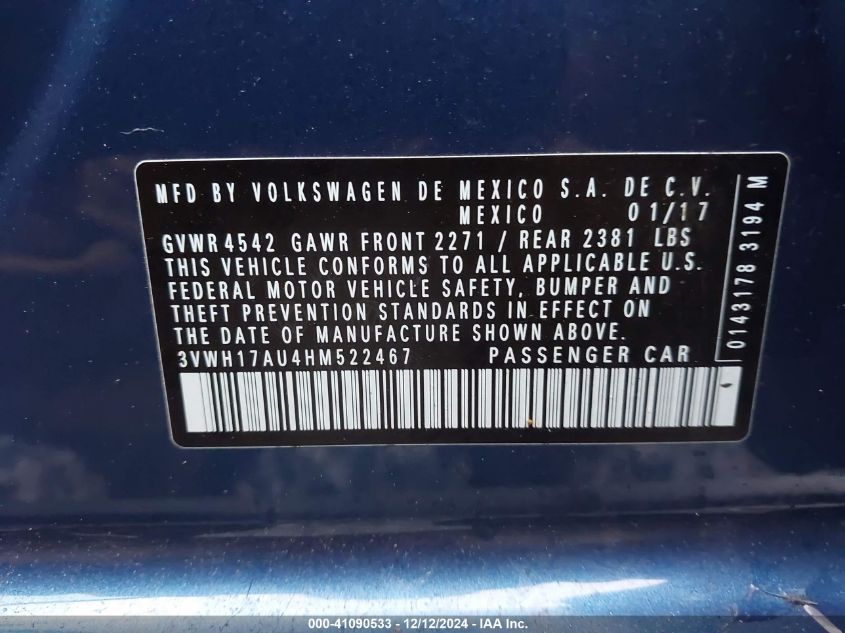 MFD BY VOLKSWAGEN DE MEXICO S.A. DE C.V.
MEXICO 01/17
GVWR 4542 GAWR FRONT 2271 / REAR 2381 LBS
THIS VEHICLE CONFORMS TO ALL APPLICABLE U.S.
FEDERAL MOTOR VEHICLE SAFETY, BUMPER AND
THEFT PREVENTION STANDARDS IN EFFECT ON
THE DATE OF MANUFACTURE SHOWN ABOVE.
3VWH17AU4HM522467 PASSENGER CAR
0143178 3194 M
000-41090533 - 12/12/2024 - IAA Inc.